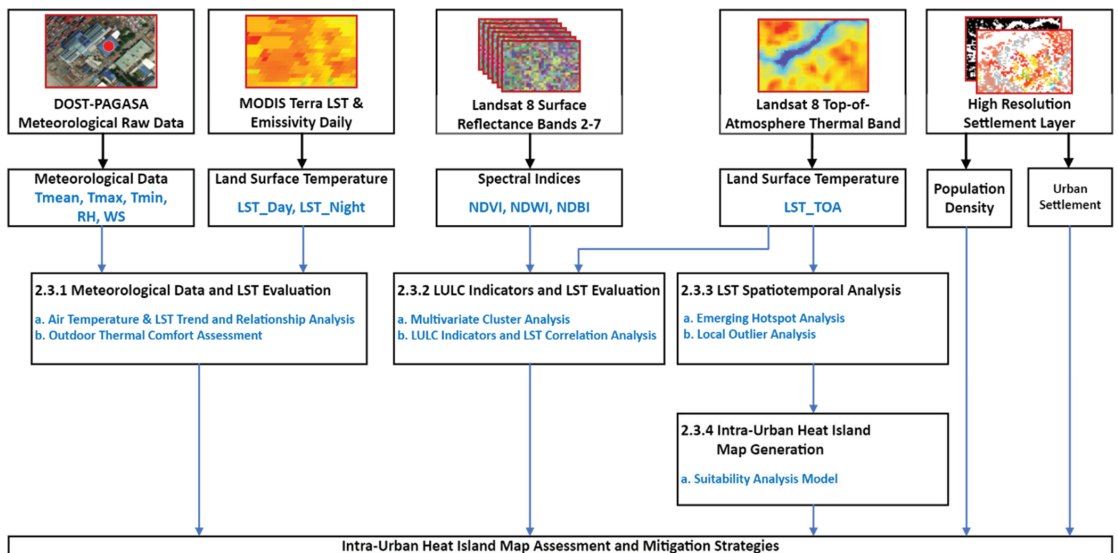 DOST-PAGASA
Meteorological Raw Data
MODIS Terra LST &
Emissivity Daily
Landsat 8 Surface
Reflectance Bands 2-7
Landsat 8 Top-of-
Atmosphere Thermal Band
High Resolution
Settlement Layer
Meteorological Data
Tmean, Tmax, Tmin,
RH, WS
Land Surface Temperature
LST_Day, LST_Night
Spectral Indices
NDVI, NDWI, NDBI
Land Surface Temperature
LST_TOA
Population
Density
Urban
Settlement
2.3.1 Meteorological Data and LST Evaluation
a. Air Temperature & LST Trend and Relationship Analysis
b. Outdoor Thermal Comfort Assessment
2.3.2 LULC Indicators and LST Evaluation
a. Multivariate Cluster Analysis
b. LULC Indicators and LST Correlation Analysis
2.3.3 LST Spatiotemporal Analysis
a. Emerging Hotspot Analysis
b. Local Outlier Analysis
2.3.4 Intra-Urban Heat Island
Map Generation
a. Suitability Analysis Model
Intra-Urban Heat Island Map Assessment and Mitigation Strategies